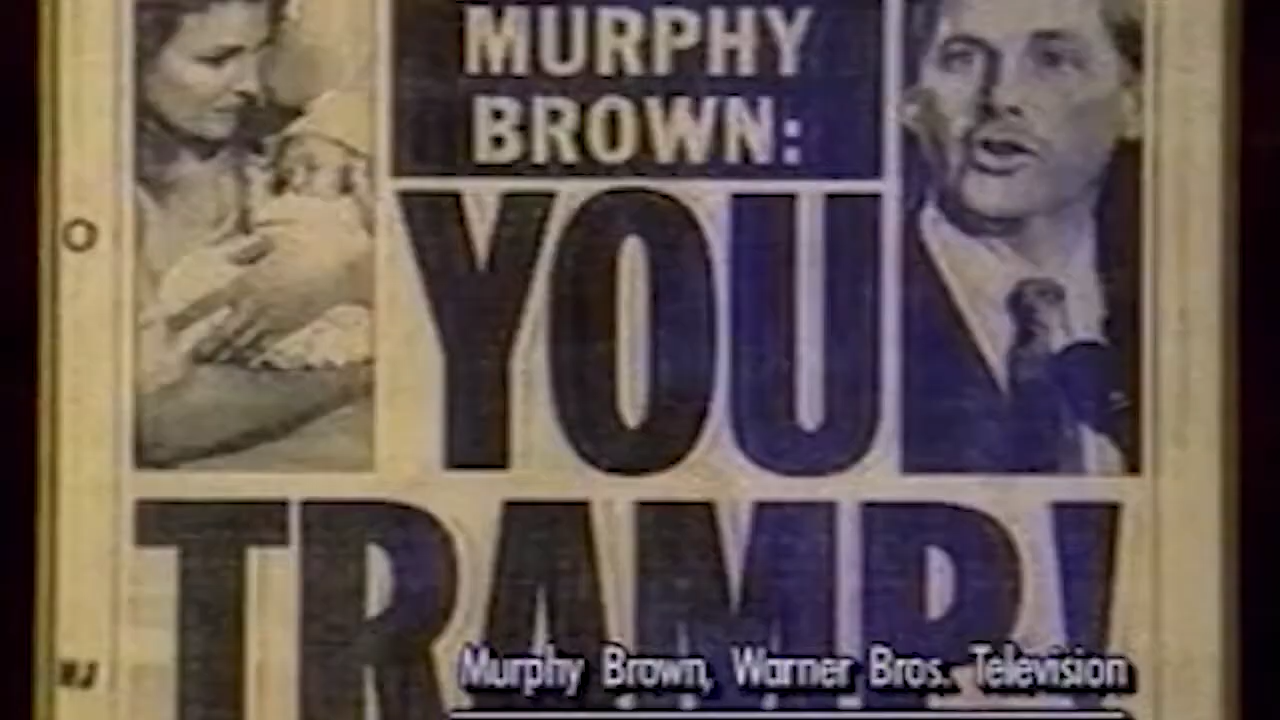 MURPHY
BROWN:
YOU
TRAMP!
Murphy Brown, Warner Bros. Television